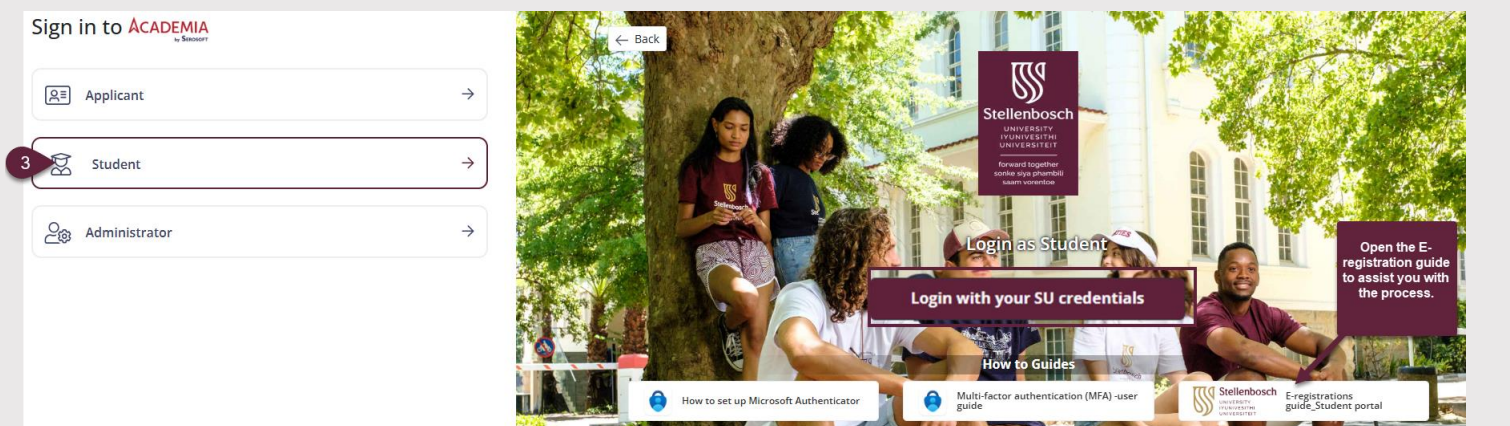 Sign in to ACADEMIA
by SEROSOFT
Applicant
3
Student
Administrator
← Back
Stellenbosch
UNIVERSITY
IYUNIVESITHI
UNIVERSITEIT
forward together
sonke siya phambili
saam vorentoe
Stellenbosch
Login as Student
Login with your SU credentials
Open the E-
registration guide
to assist you with
the process.
How to Guides
How to set up Microsoft Authenticator
Multi-factor authentication (MFA) -user
guide
Stellenbosch
UNIVERSITY
IYUNIVESITHI
UNIVERSITEIT
E-registrations
guide_Student portal